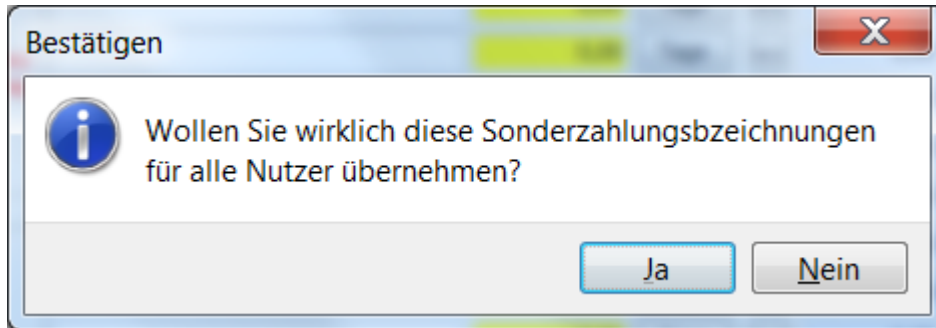 Bestätigen
Wollen Sie wirklich diese Sonderzahlungsbzeichnungen
für alle Nutzer übernehmen?
Ja
Nein